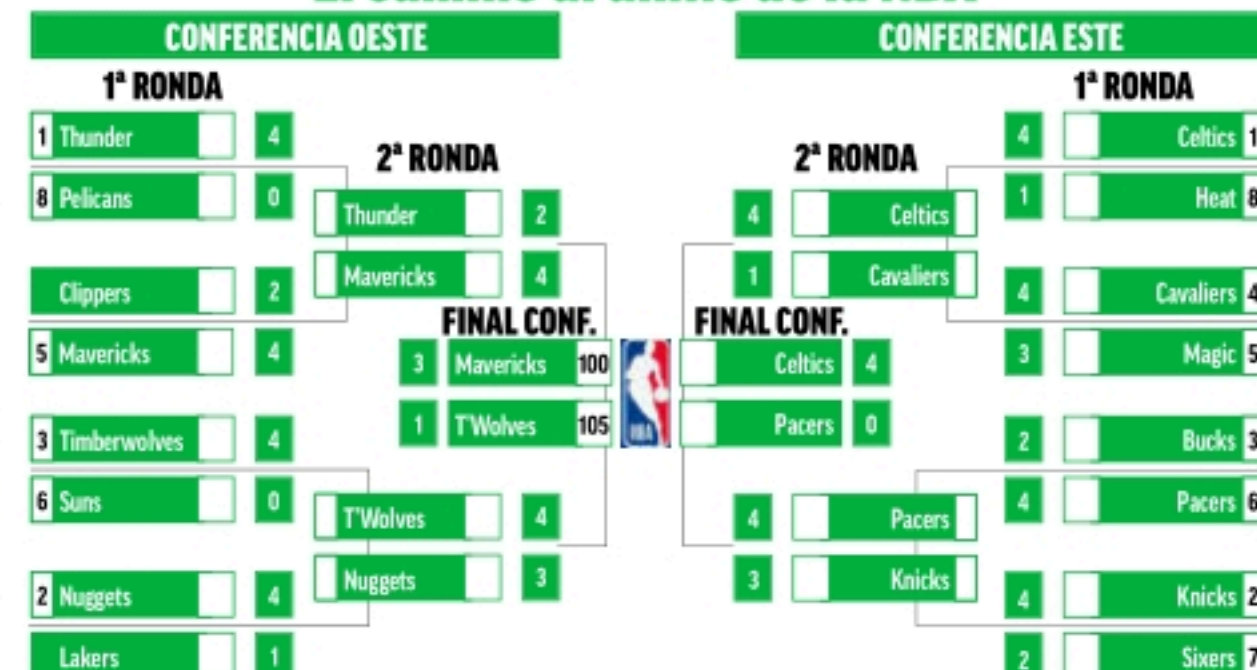 CONFERENCIA OESTE
CONFERENCIA ESTE
1ª RONDA
1 Thunder 4
8 Pelicans 0
Clippers 2
5 Mavericks 4
3 Timberwolves 4
6 Suns 0
2 Nuggets 4
Lakers 1
2ª RONDA
Thunder 2
Mavericks 4
T'Wolves 4
Nuggets 3
FINAL CONF.
3 Mavericks 100
1 T'Wolves 105
NBA
FINAL CONF.
Celtics 4
Pacers 0
2ª RONDA
4 Celtics
1 Cavaliers
4 Pacers
3 Knicks
1ª RONDA
4 Celtics 1
1 Heat 8
4 Cavaliers 4
3 Magic 5
2 Bucks 3
4 Pacers 6
4 Knicks 2
2 Sixers 7